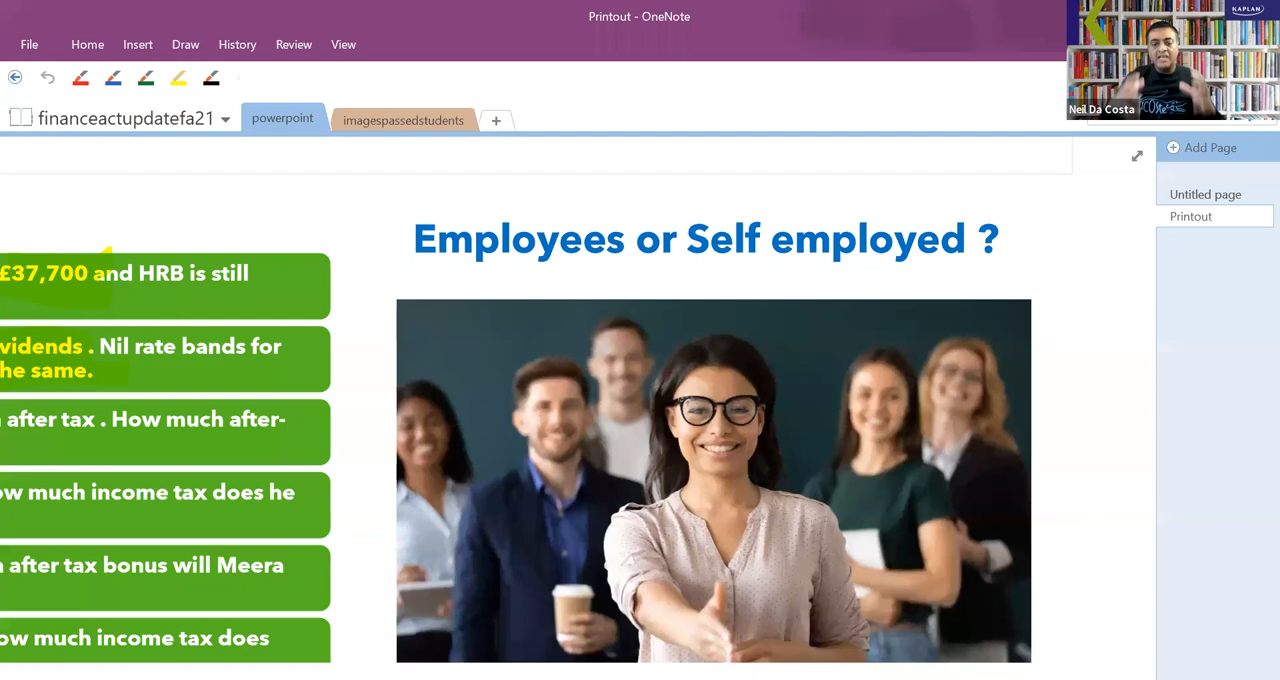 Printout - OneNote
KAPLAN
File Home Insert Draw History Review View
Neil Da Costa
financeactupdatefa21
powerpoint
imagespassedstudents
Add Page
Untitled page
Printout
£37,700 and HRB is still
vidends . Nil rate bands for
he same.
after tax . How much after-
ow much income tax does he
after tax bonus will Meera
ow much income tax does
Employees or Self employed ?